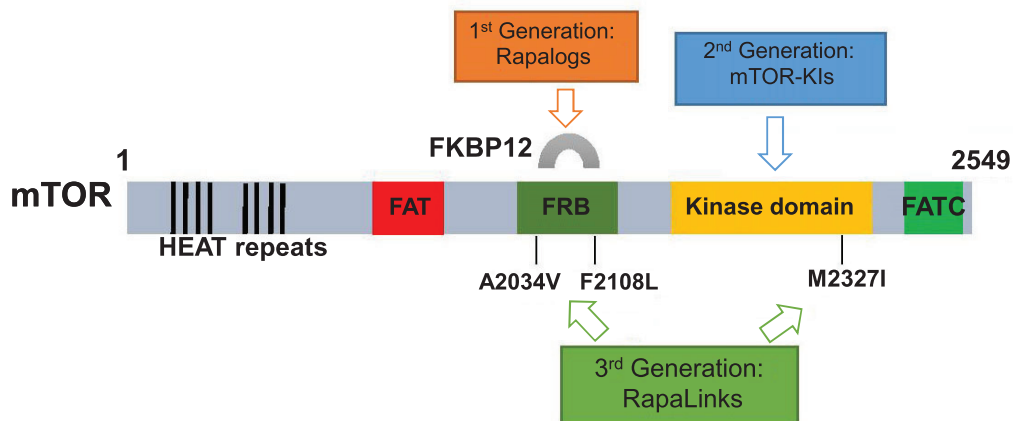 1st Generation:
Rapalogs
2nd Generation:
mTOR-KIs
FKBP12
1
2549
mTOR
FAT
FRB
Kinase domain
FATC
HEAT repeats
A2034V
F2108L
M2327I
3rd Generation:
RapaLinks